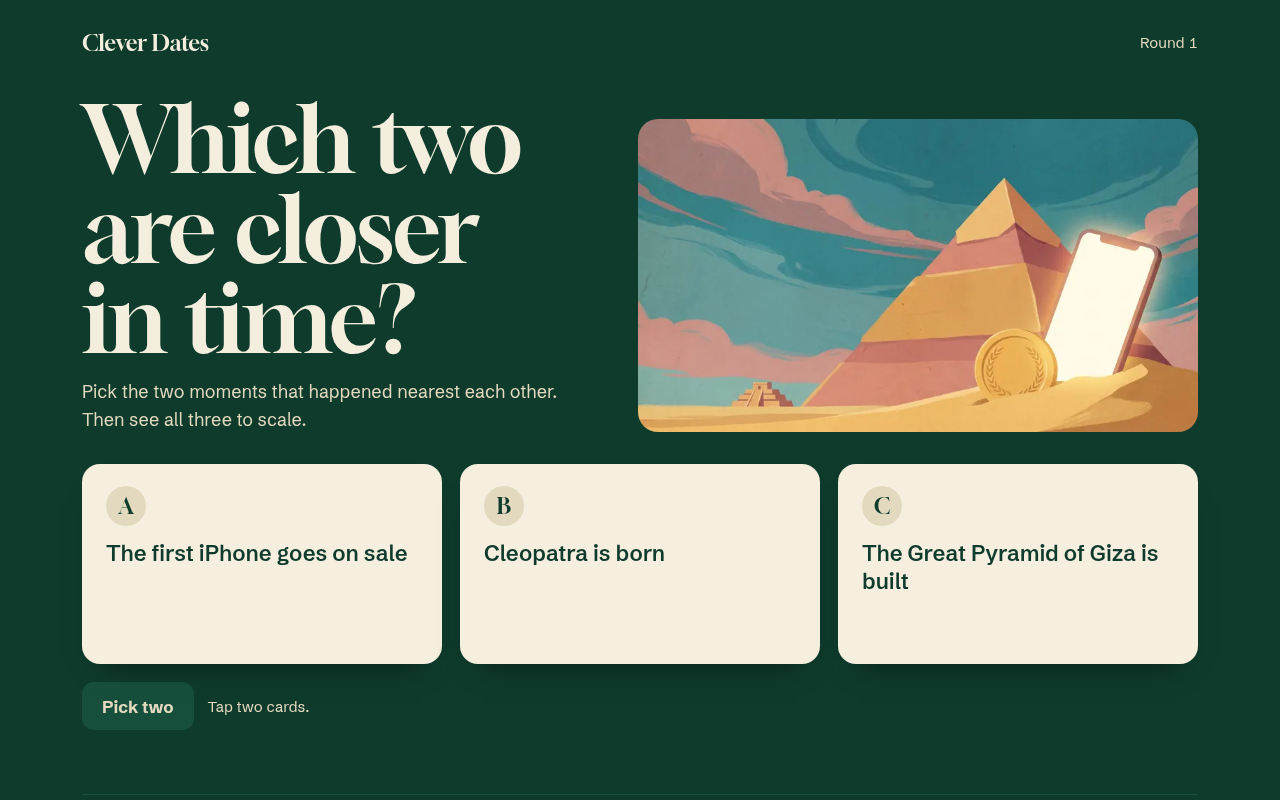 Clever Dates
Round 1
Which two
are closer
in time?
Pick the two moments that happened nearest each other.
Then see all three to scale.
A
The first iPhone goes on sale
B
Cleopatra is born
C
The Great Pyramid of Giza is
built
Pick two
Tap two cards.